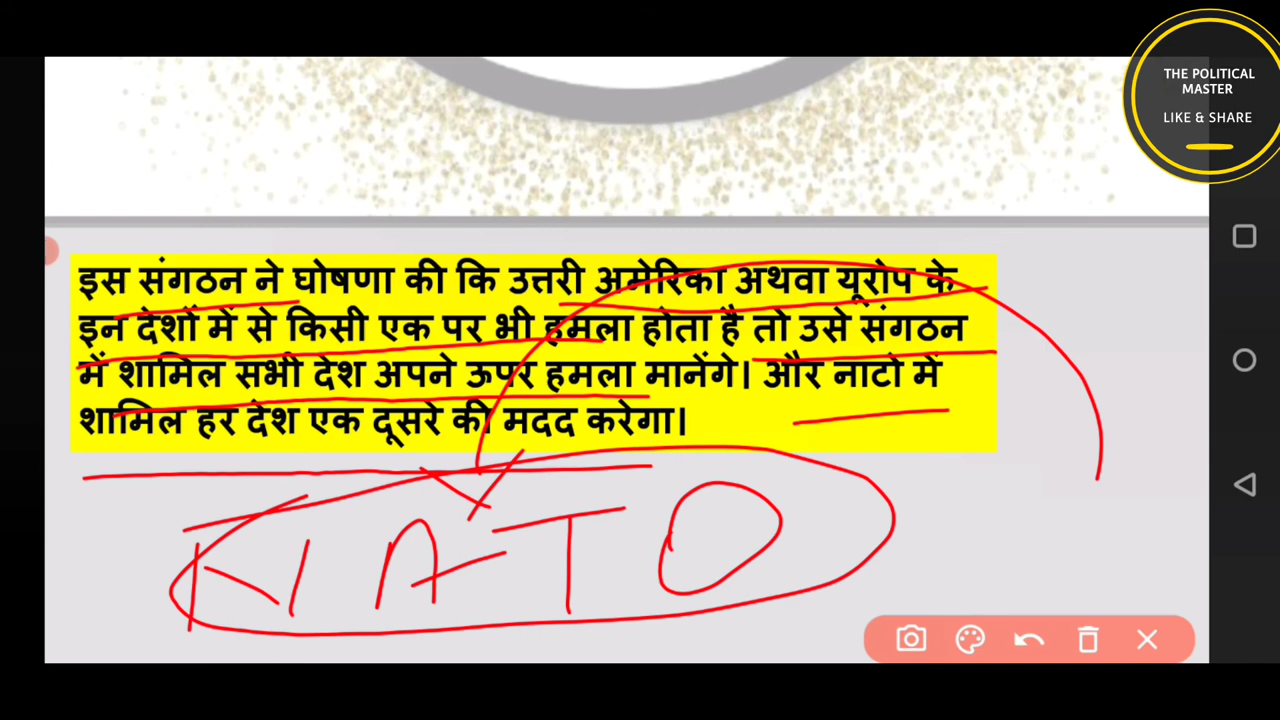 THE POLITICAL
MASTER
LIKE & SHARE
इस संगठन ने घोषणा की कि उत्तरी अमेरिका अथवा यूरोप के
इन देशों में से किसी एक पर भी हमला होता है तो उसे संगठन
में शामिल सभी देश अपने ऊपर हमला मानेंगे। और नाटो में
शामिल हर देश एक दूसरे की मदद करेगा।
NATO